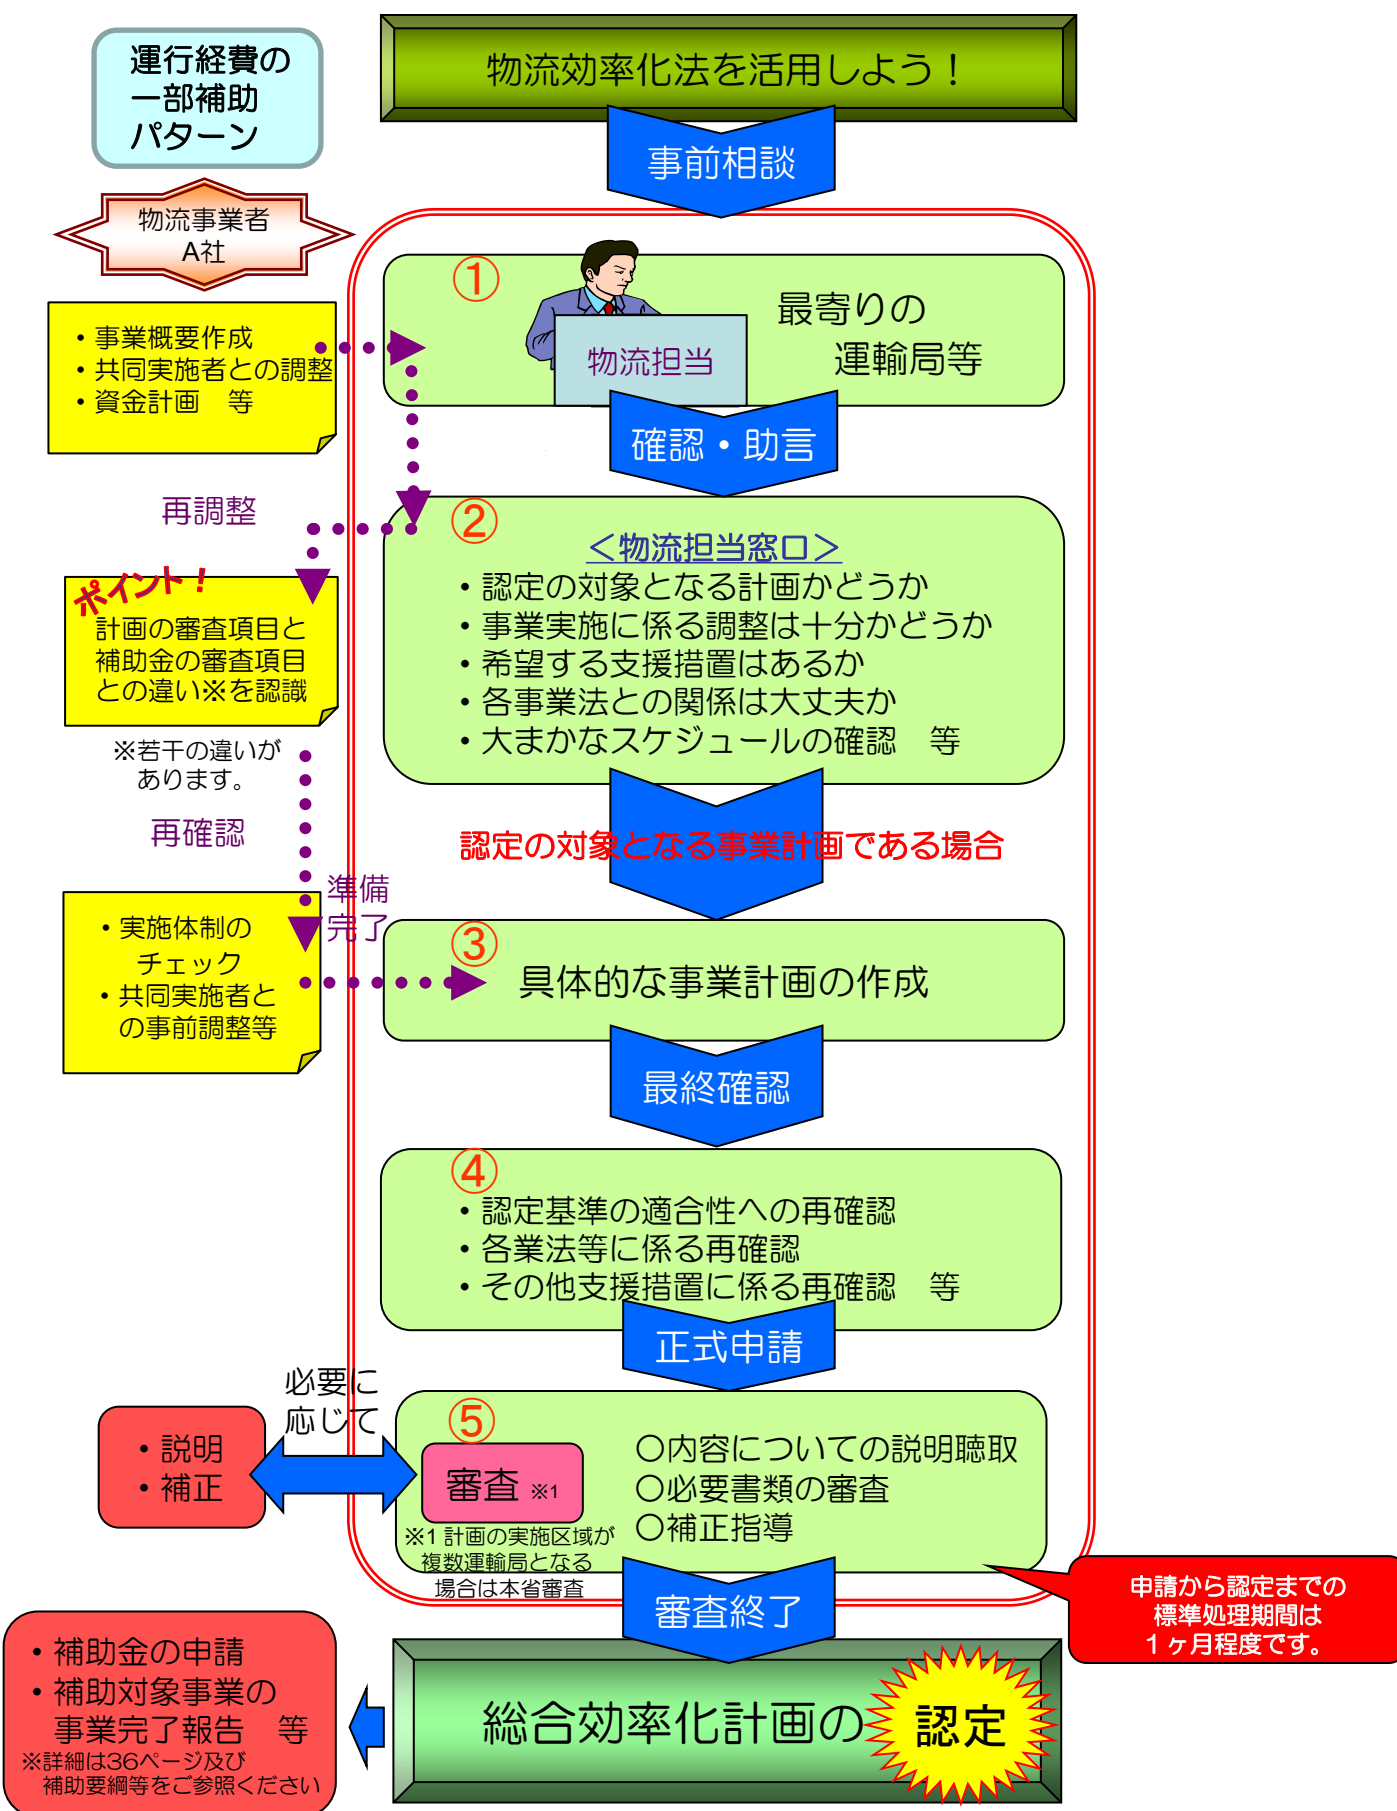 運行経費の
一部補助
パターン
物流効率化法を活用しよう！
事前相談
物流事業者
A社
・事業概要作成
・共同実施者との調整
・資金計画　等
①
物流担当
最寄りの
運輸局等
確認・助言
再調整
ポイント！
計画の審査項目と
補助金の審査項目
との違い※を認識
※若干の違いが
あります。
再確認
②
＜物流担当窓口＞
・認定の対象となる計画かどうか
・事業実施に係る調整は十分かどうか
・希望する支援措置はあるか
・各事業法との関係は大丈夫か
・大まかなスケジュールの確認　等
認定の対象となる事業計画である場合
準備
完了
・実施体制の
チェック
・共同実施者と
の事前調整等
③
具体的な事業計画の作成
最終確認
④
・認定基準の適合性への再確認
・各業法等に係る再確認
・その他支援措置に係る再確認　等
正式申請
必要に
応じて
・説明
・補正
⑤
審査 ※1
※1 計画の実施区域が
複数運輸局となる
場合は本省審査
○内容についての説明聴取
○必要書類の審査
○補正指導
審査終了
申請から認定までの
標準処理期間は
１ヶ月程度です。
・補助金の申請
・補助対象事業の
事業完了報告　等
※詳細は36ページ及び
補助要綱等をご参照ください
総合効率化計画の
認定